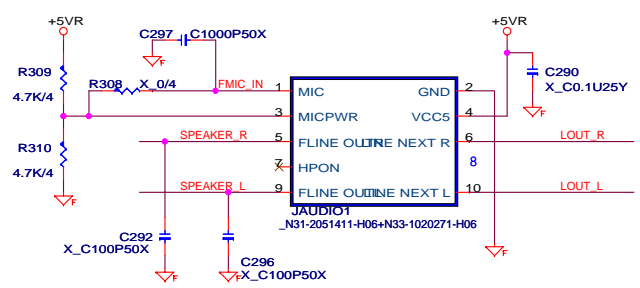 +5VR
C297
C1000P50X
F
R309
4.7K/4
R308
X_0/4
FMIC_IN
+5VR
C290
X_C0.1U25Y
F
1
MIC
GND
2
3
MICPWR
VCC5
4
SPEAKER_R
5
FLINE OUTR
LINE NEXT R
6
LOUT_R
R310
4.7K/4
7
HPON
8
SPEAKER_L
9
FLINE OUTL
LINE NEXT L
10
LOUT_L
F
JAUDIO1
_N31-2051411-H06+N33-1020271-H06
C292
X_C100P50X
F
C296
X_C100P50X
F
F